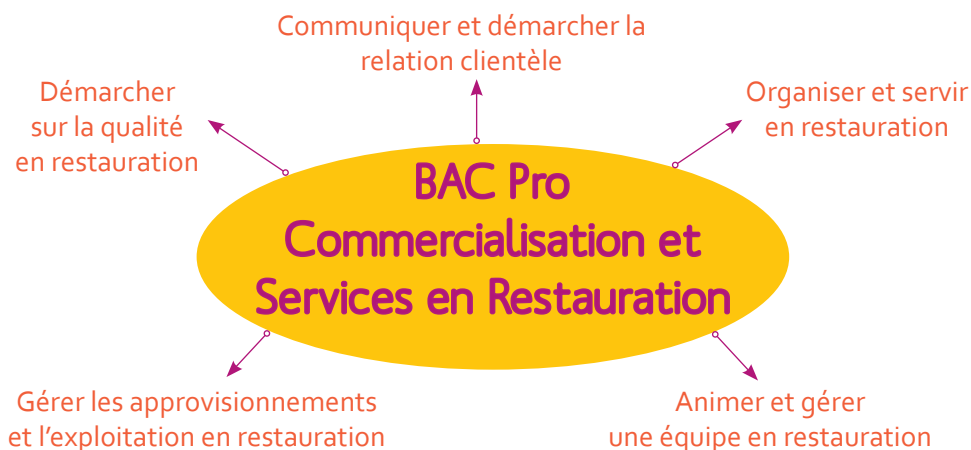 Communiquer et démarcher la
relation clientèle
Démarcher
sur la qualité
en restauration
Organiser et servir
en restauration
BAC Pro
Commercialisation et
Services en Restauration
Gérer les approvisionnements
et l'exploitation en restauration
Animer et gérer
une équipe en restauration